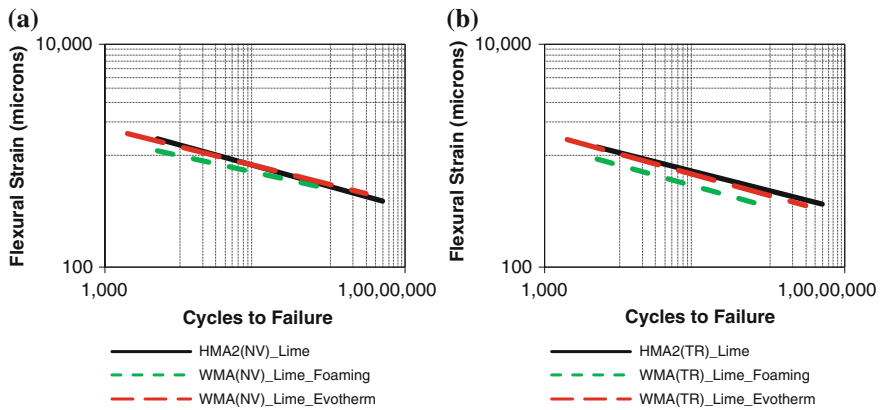 (a)
10,000
Flexural Strain (microns)
100
1,000
1,00,00,000
Cycles to Failure
HMA2(NV)_Lime
WMA(NV)_Lime_Foaming
WMA(NV)_Lime_Evotherm
(b)
10,000
Flexural Strain (microns)
100
1,000
1,00,00,000
Cycles to Failure
HMA2(TR)_Lime
WMA(TR)_Lime_Foaming
WMA(TR)_Lime_Evotherm